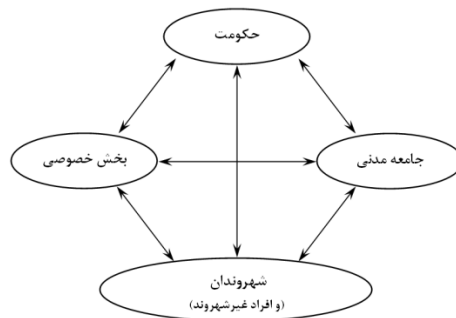 حکومت
بخش خصوصی
جامعه مدنی
شهروندان
(و افراد غیرشهروند)